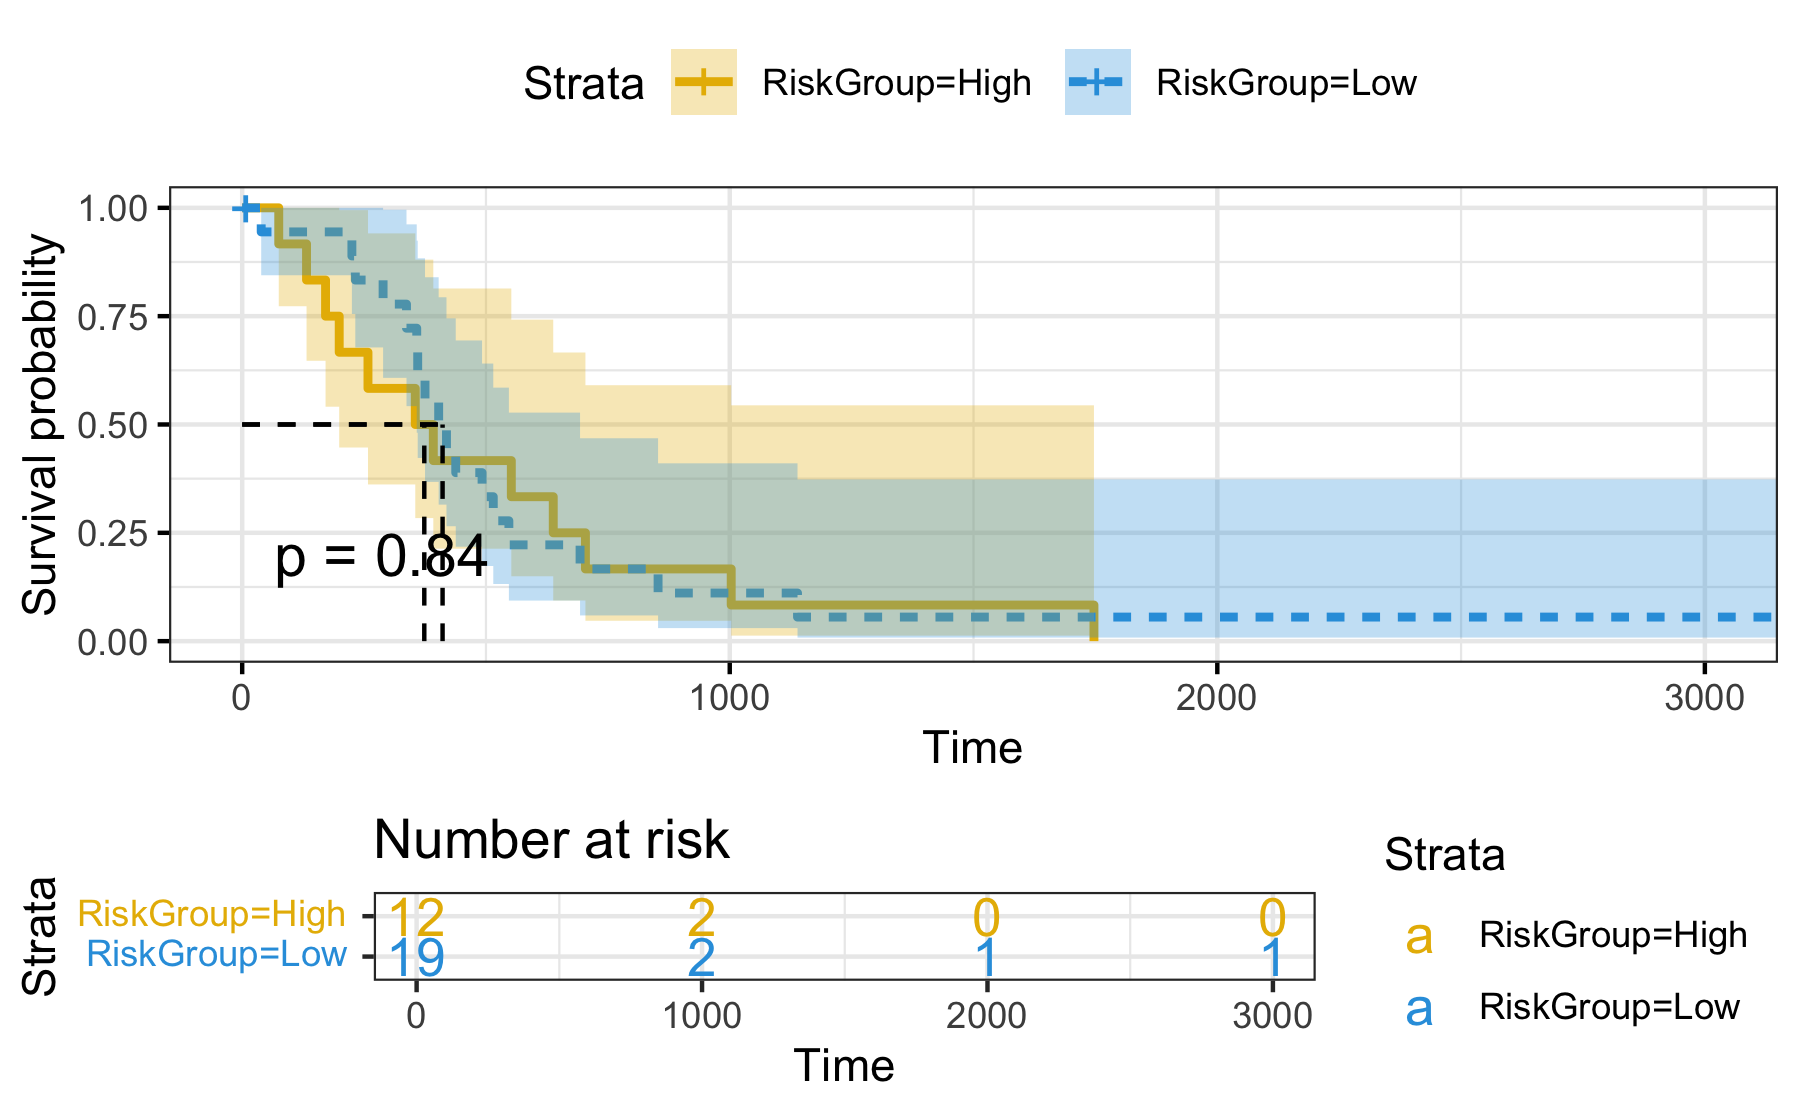 Strata RiskGroup=High RiskGroup=Low
Survival probability
1.00
0.75
0.50
0.25
0.00
p = 0.84
0 1000 2000 3000
Time
Number at risk
Strata
RiskGroup=High 12 2 0 0
RiskGroup=Low 19 2 1 1
0 1000 2000 3000
Time
Strata
a RiskGroup=High
a RiskGroup=Low